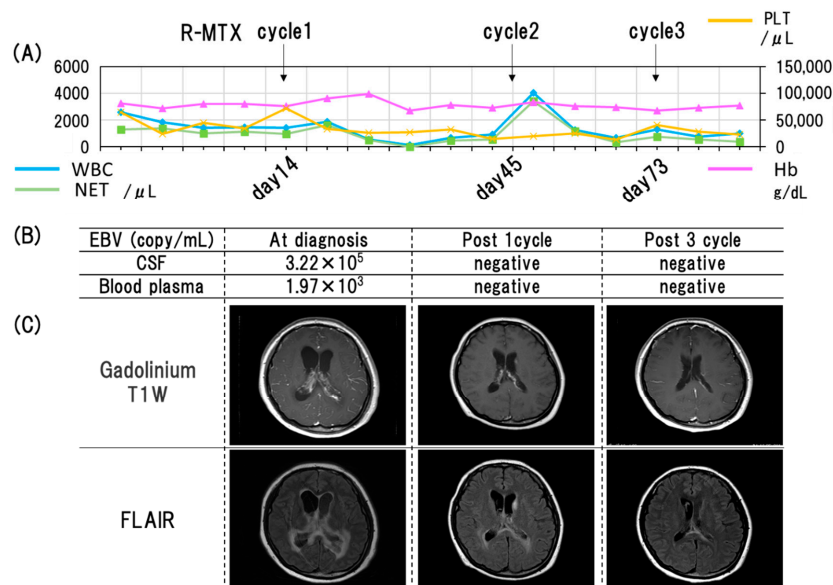 R-MTX cycle1 cycle2 cycle3
PLT
/μL
(A)
6000
4000
2000
0
150,000
100,000
50,000
0
WBC
NET /μL
day14
day45
day73
Hb
g/dL
(B)
EBV (copy/mL) At diagnosis Post 1cycle Post 3 cycle
CSF 3.22×10⁵ negative negative
Blood plasma 1.97×10³ negative negative
(C)
Gadolinium
T1W
FLAIR